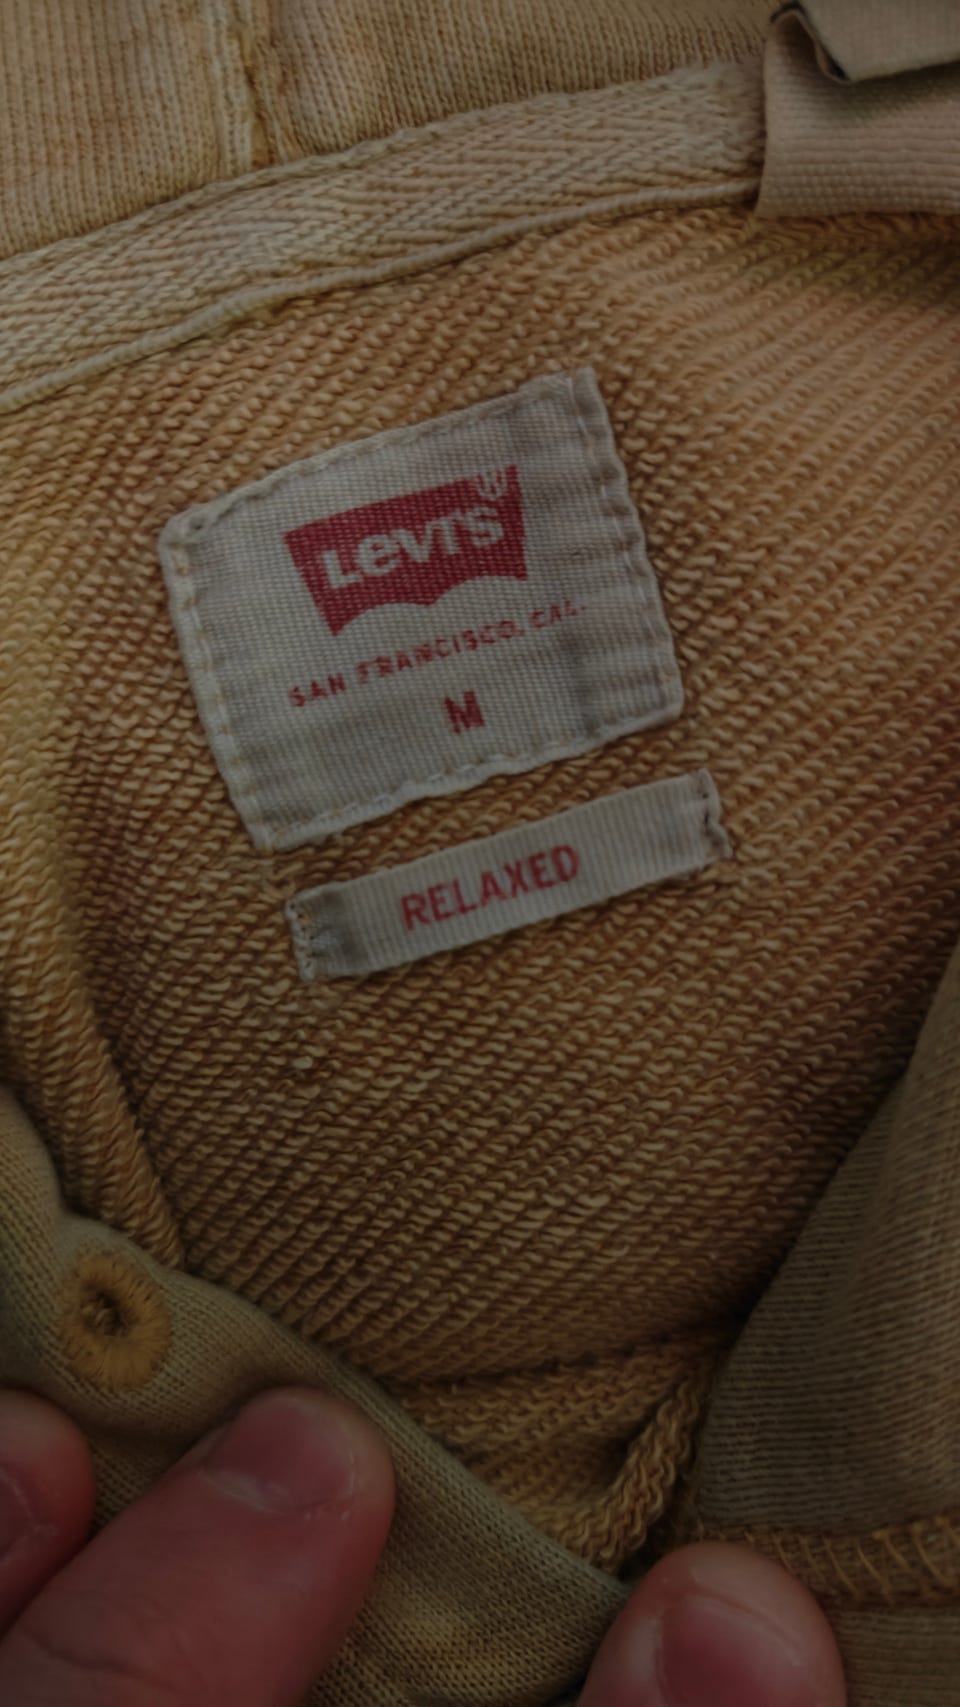 Levi's®
SAN FRANCISCO, CAL.
M
RELAXED